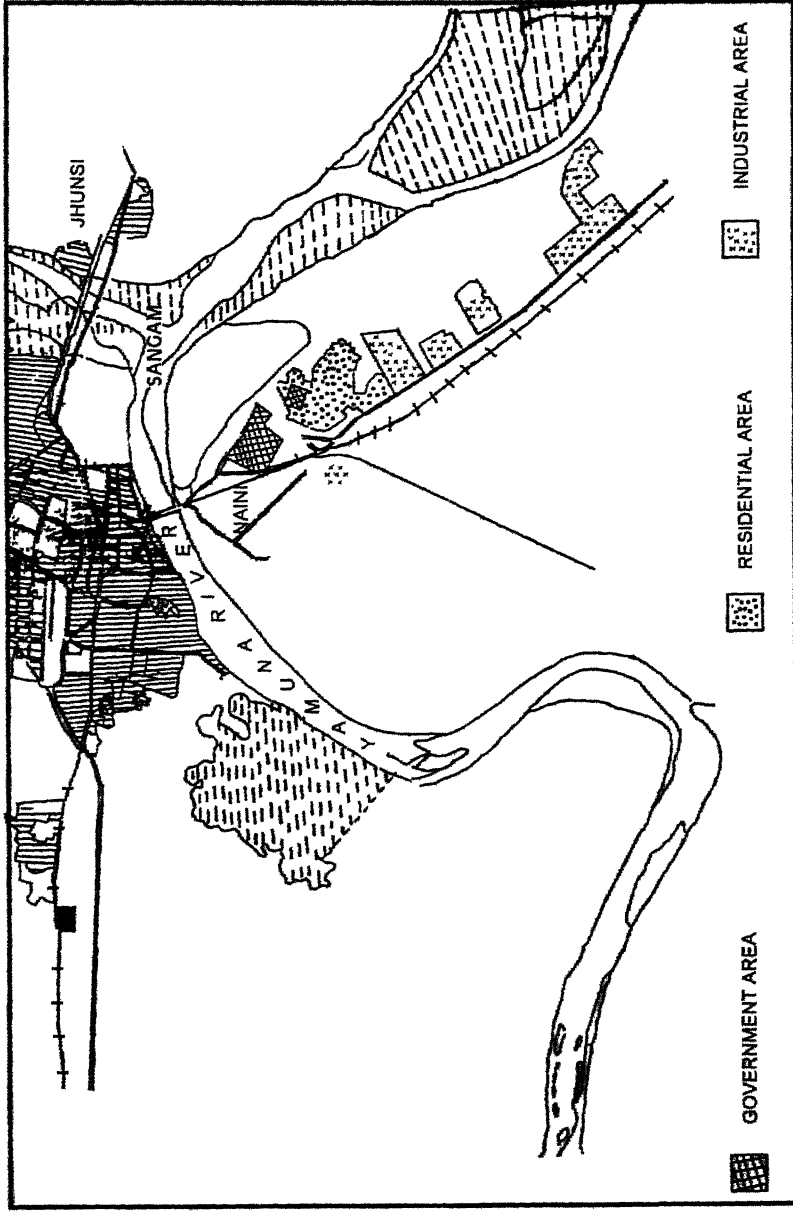 JHUNSI
SANGAM
NAINI
YAMUNA RIVER
GOVERNMENT AREA
RESIDENTIAL AREA
INDUSTRIAL AREA